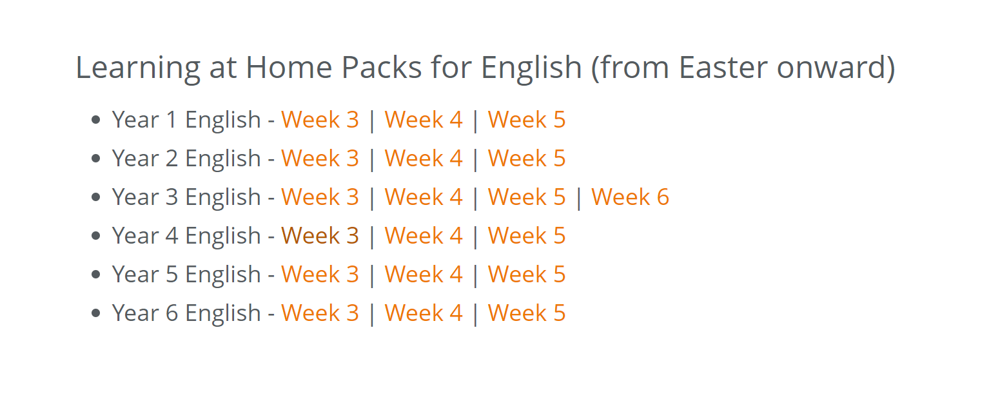 Learning at Home Packs for English (from Easter onward)
Year 1 English - Week 3 | Week 4 | Week 5
Year 2 English - Week 3 | Week 4 | Week 5
Year 3 English - Week 3 | Week 4 | Week 5 | Week 6
Year 4 English - Week 3 | Week 4 | Week 5
Year 5 English - Week 3 | Week 4 | Week 5
Year 6 English - Week 3 | Week 4 | Week 5